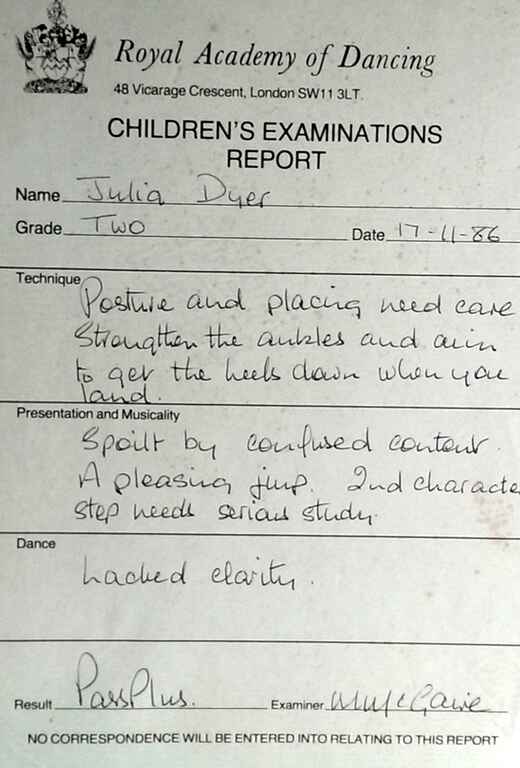 Royal Academy of Dancing
48 Vicarage Crescent, London SW11 3LT.
CHILDREN'S EXAMINATIONS
REPORT
Name Julia Dyer
Grade Two Date 17-11-86
Technique
Posture and placing need care
Strengthen the ankles and aim
to get the heels down when you
land.
Presentation and Musicality
Spoilt by confused content.
A pleasing jump. 2nd characte
step needs serious study.
Dance
Lacked clarity.
Result Pass Plus. Examiner
NO CORRESPONDENCE WILL BE ENTERED INTO RELATING TO THIS REPORT